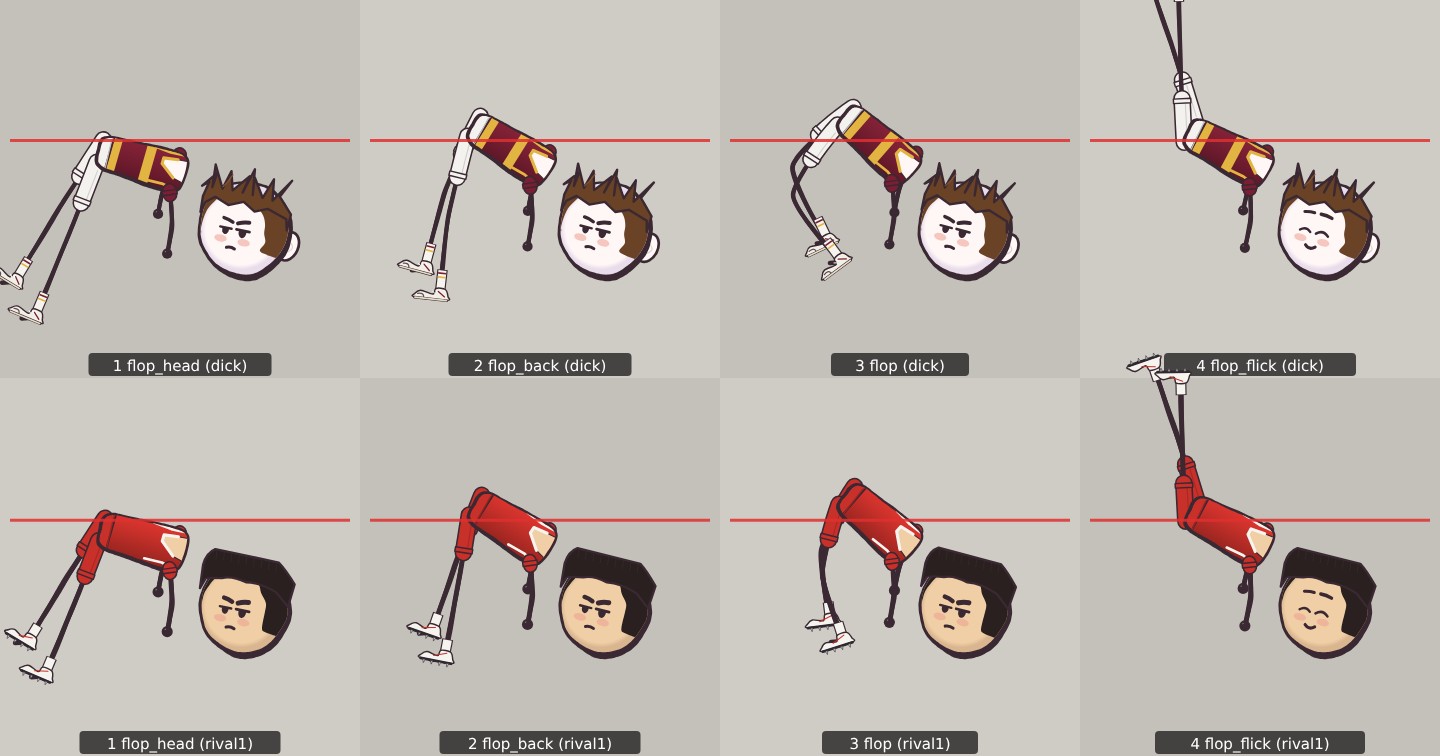 1 flop_head (dick)
2 flop_back (dick)
3 flop (dick)
4 flop_flick (dick)
1 flop_head (rival1)
2 flop_back (rival1)
3 flop (rival1)
4 flop_flick (rival1)